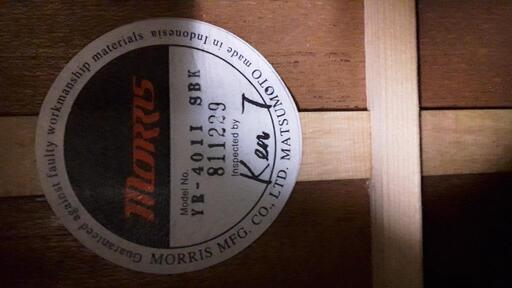 Guaranteed against faulty workmanship materials
MORRIS
Model No.
YR-401I SBK
811229
Inspected by
Ken T
MORRIS MFG. CO., LTD. MATSUMOTO
made in Indonesia